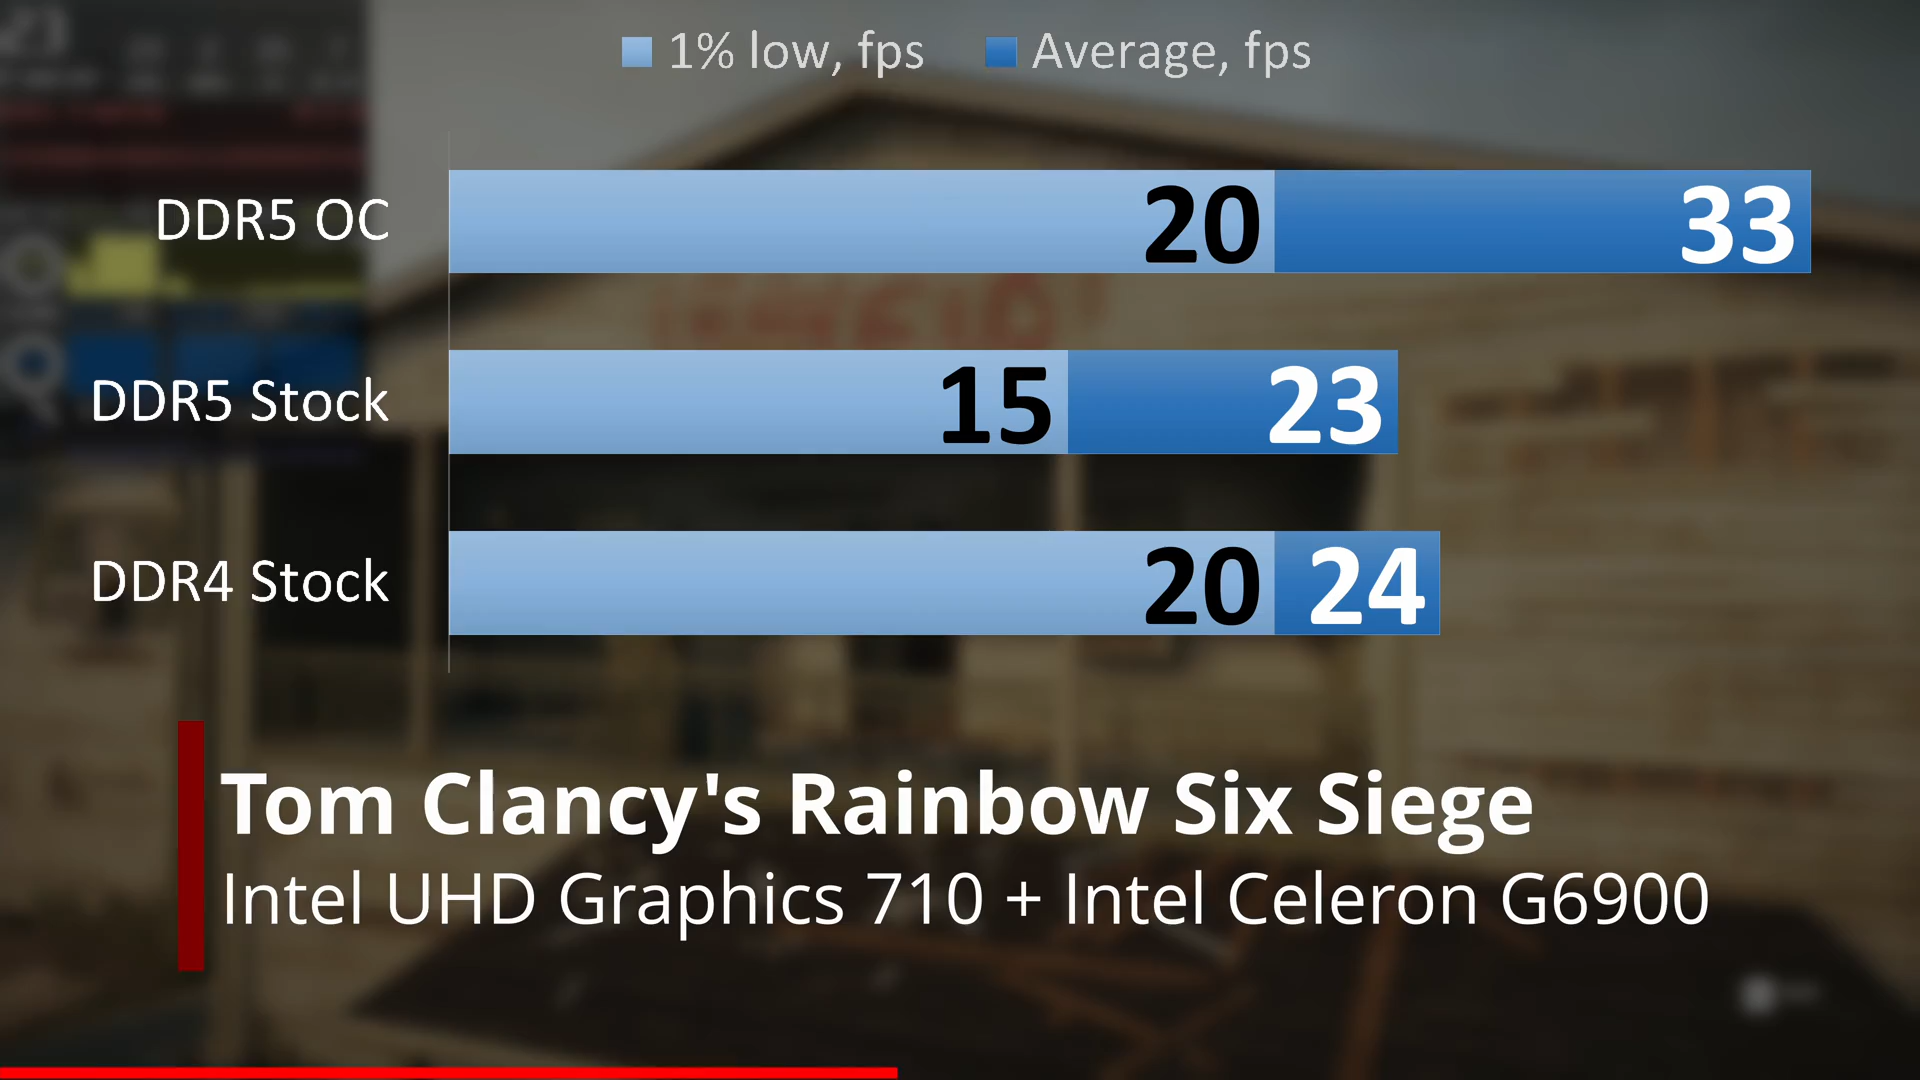 1% low, fps Average, fps
DDR5 OC 20 33
DDR5 Stock 15 23
DDR4 Stock 20 24
Tom Clancy's Rainbow Six Siege
Intel UHD Graphics 710 + Intel Celeron G6900